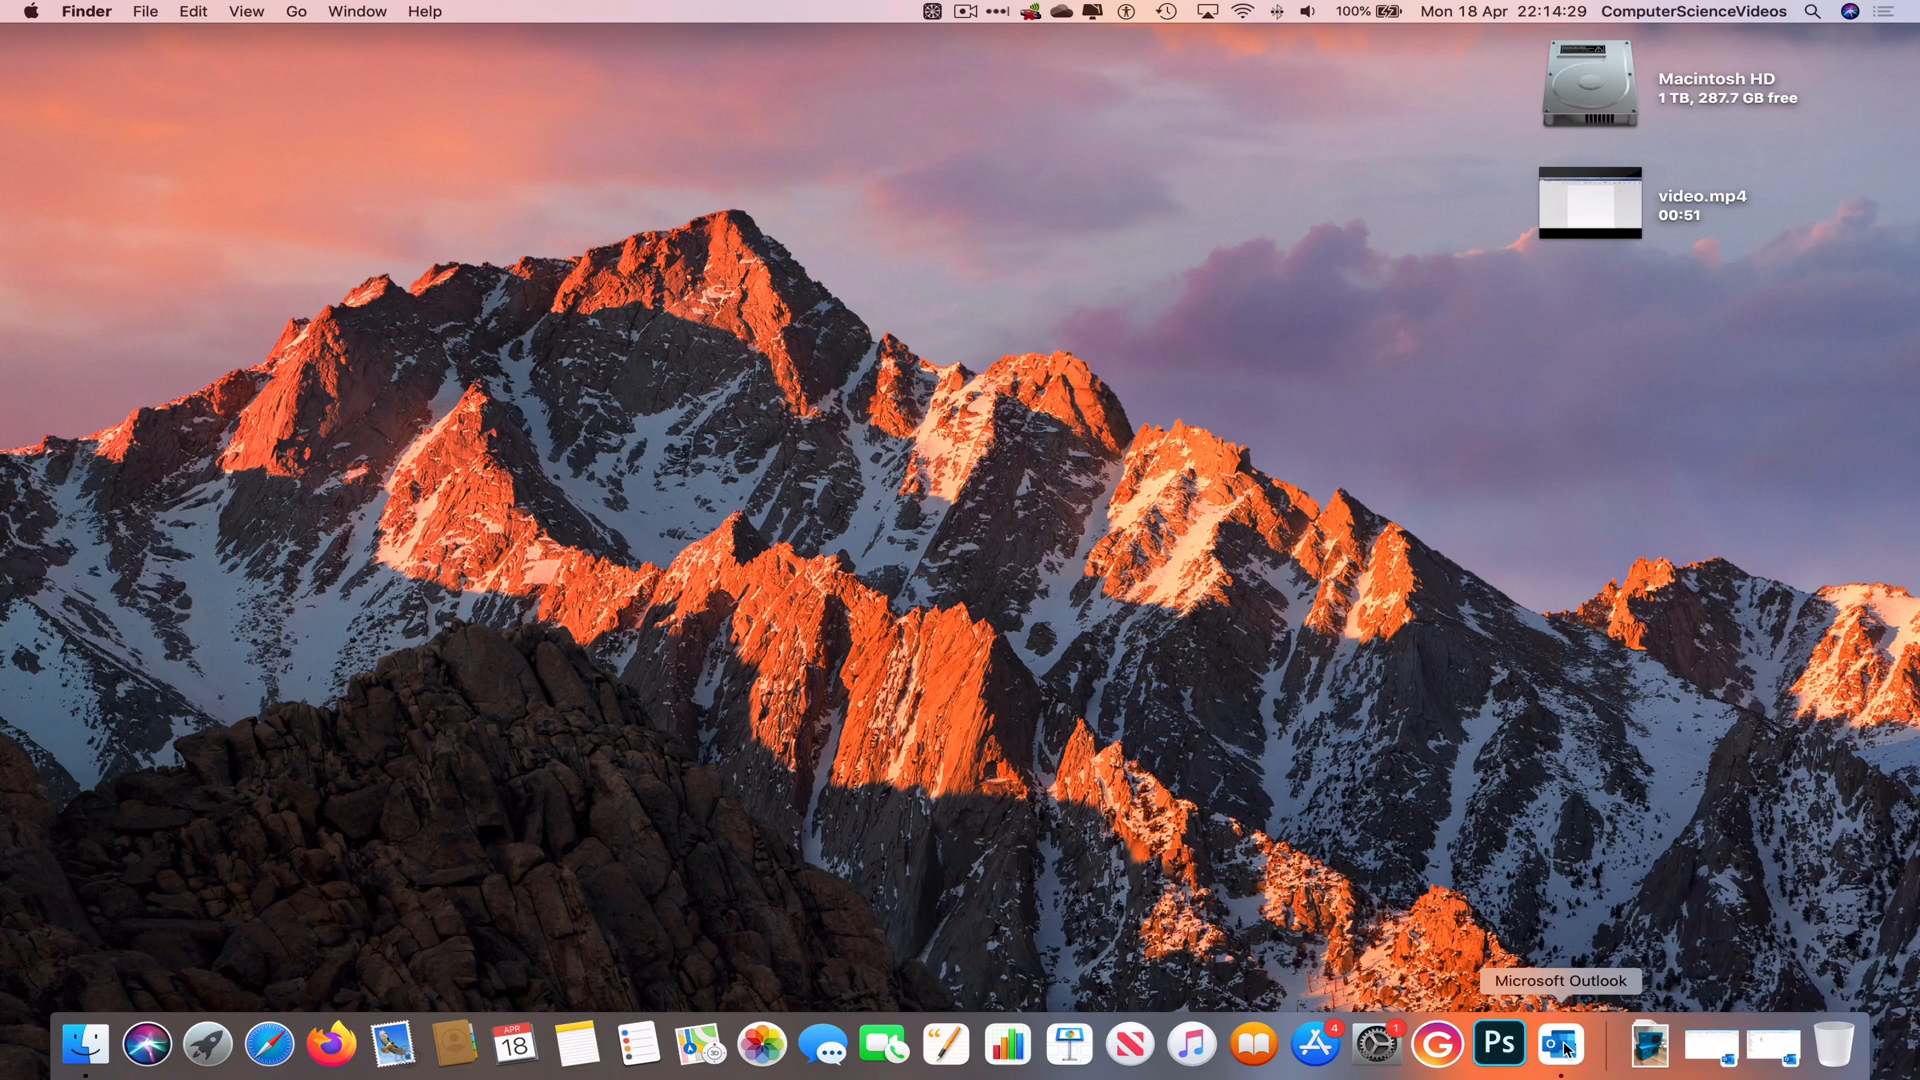 Finder File Edit View Go Window Help 100% Mon 18 Apr 22:14:29 ComputerScienceVideos
Macintosh HD
1 TB, 287.7 GB free
video.mp4
00:51
Microsoft Outlook
APR
18
3D
4
1
G
Ps
O